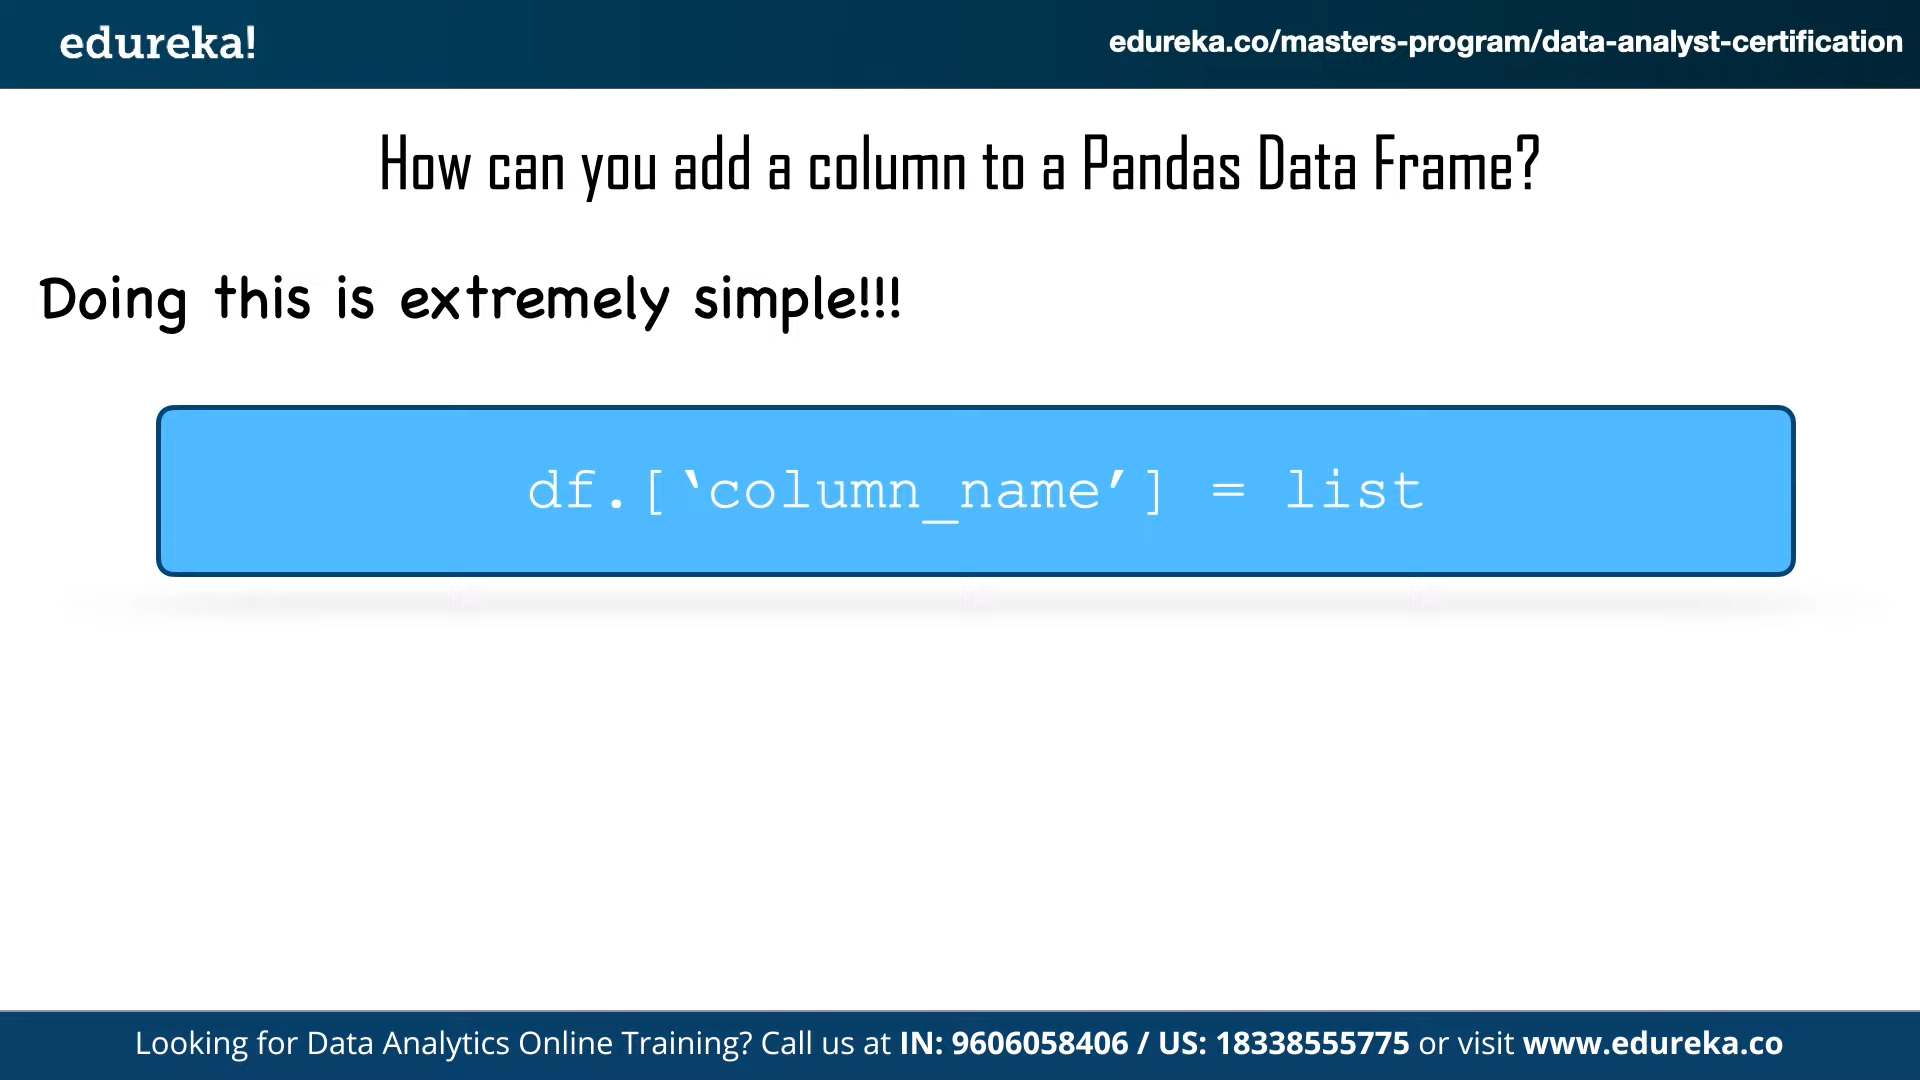 edureka!
edureka.co/masters-program/data-analyst-certification
How can you add a column to a Pandas Data Frame?
Doing this is extremely simple!!!
df.[‘column_name’] = list
Looking for Data Analytics Online Training? Call us at IN: 9606058406 / US: 18338555775 or visit www.edureka.co